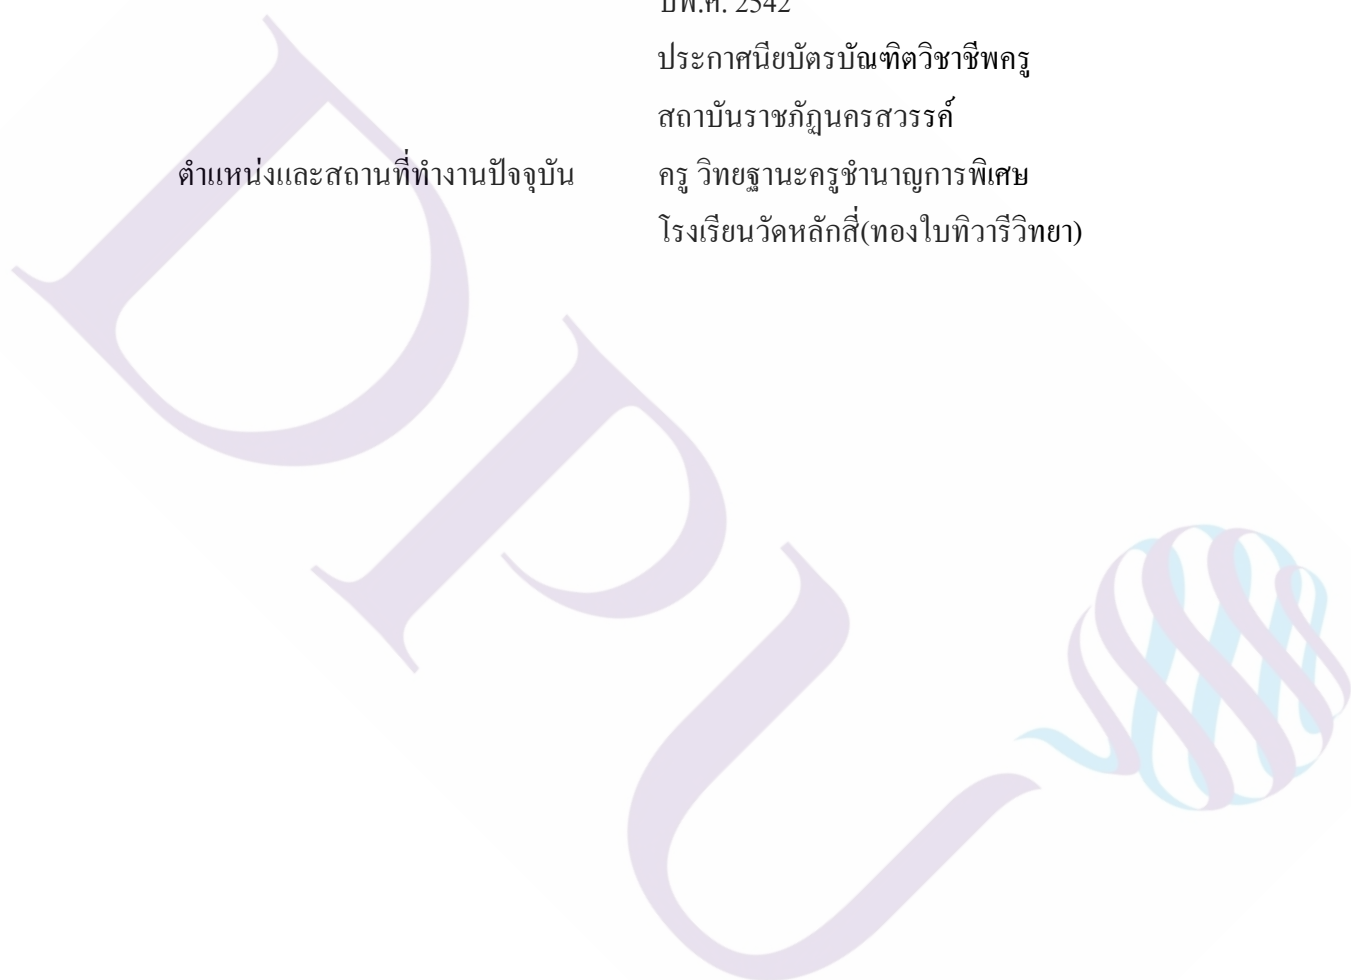 ปีพ.ศ. 2542
ประกาศนียบัตรบัณฑิตวิชาชีพครู
สถาบันราชภัฏนครสวรรค์
ตำแหน่งและสถานที่ทำงานปัจจุบัน ครู วิทยฐานะครูชำนาญการพิเศษ
โรงเรียนวัดหลักสี่(ทองใบทิวารีวิทยา)
DPU